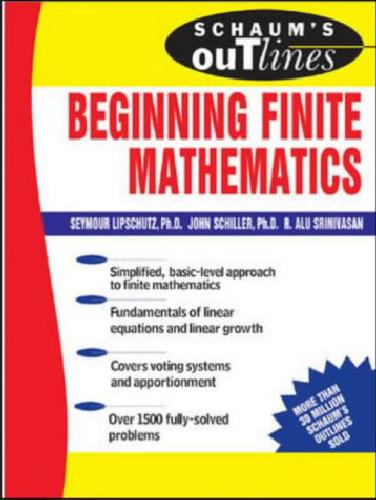 SCHAUM'S
ouTlines
BEGINNING FINITE
MATHEMATICS
SEYMOUR LIPSCHUTZ, Ph.D. JOHN SCHILLER, Ph.D. R. ALU SRINIVASAN
Simplified, basic-level approach
to finite mathematics
Fundamentals of linear
equations and linear growth
Covers voting systems
and apportionment
Over 1500 fully-solved
problems
MORE THAN
30 MILLION
SCHAUM'S
OUTLINES
SOLD